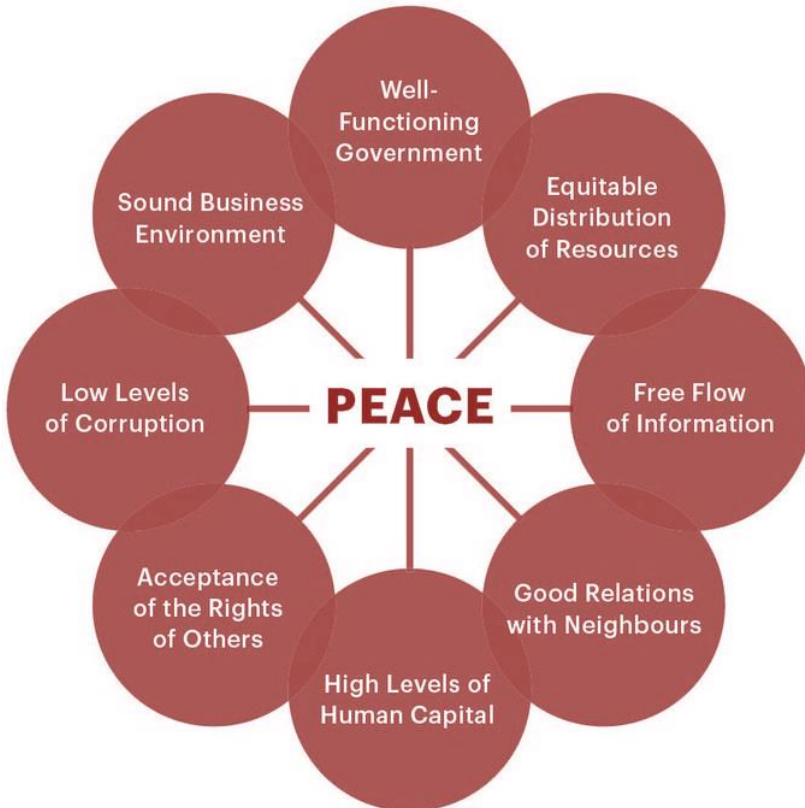 Well-
Functioning
Government
Equitable
Distribution
of Resources
Free Flow
of Information
Good Relations
with Neighbours
High Levels of
Human Capital
Acceptance
of the Rights
of Others
Low Levels
of Corruption
Sound Business
Environment
PEACE